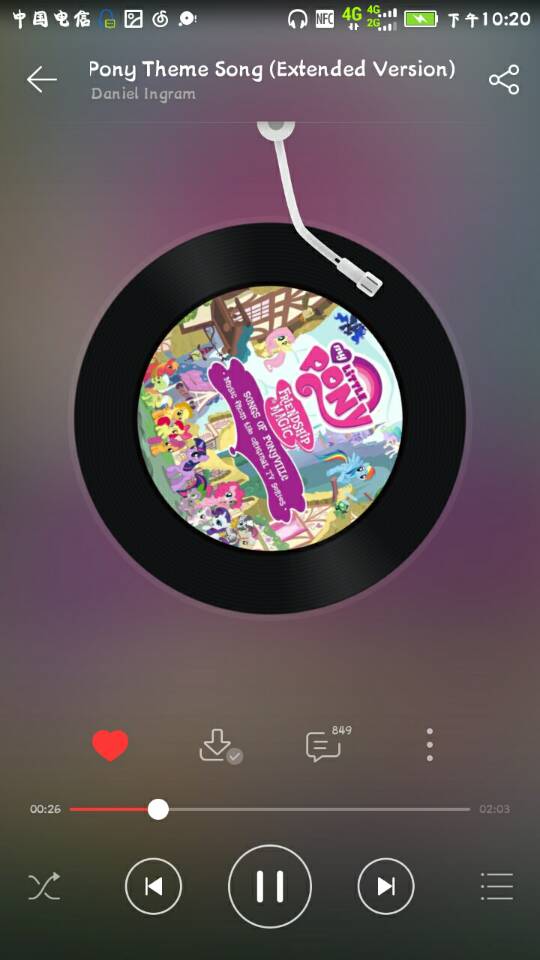 中国电信 NFC 4G 4G 2G 下午10:20
Pony Theme Song (Extended Version)
Daniel Ingram
my LITTLE
PONY
FRIENDSHIP
MAGIC
SONGS OF PONYVILLE
MUSIC FROM THE ORIGINAL TV SERIES
849
00:26 02:03